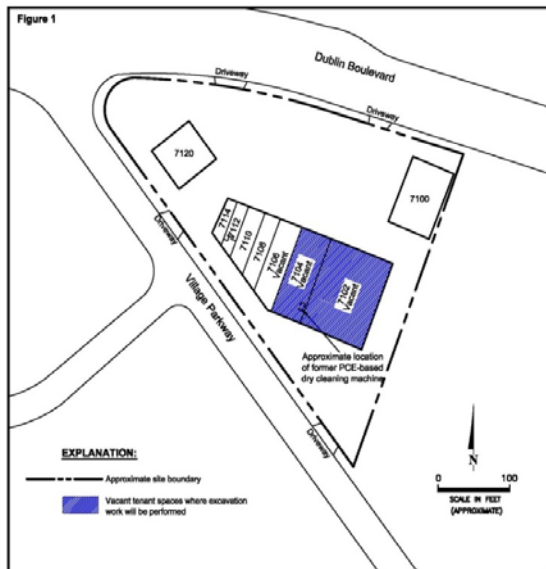 Figure 1
Dublin Boulevard
Driveway
Driveway
7120
7100
7114
7112
7110
7108
7106
Vacant
7104
Vacant
7102
Vacant
Driveway
Village Parkway
Approximate location
of former PCE-based
dry cleaning machine
Driveway
EXPLANATION:
Approximate site boundary
Vacant tenant spaces where excavation
work will be performed
N
0 100
SCALE IN FEET
(APPROXIMATE)